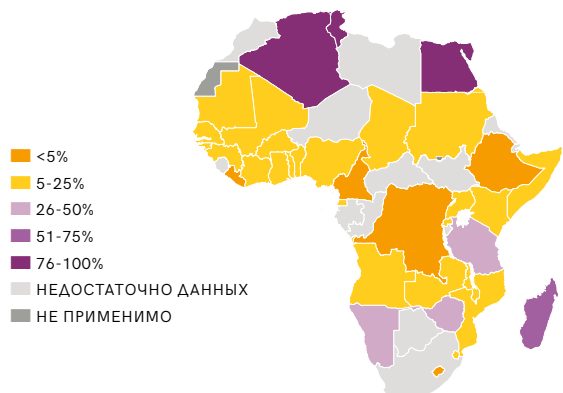 <5%
5-25%
26-50%
51-75%
76-100%
НЕДОСТАТОЧНО ДАННЫХ
НЕ ПРИМЕНИМО